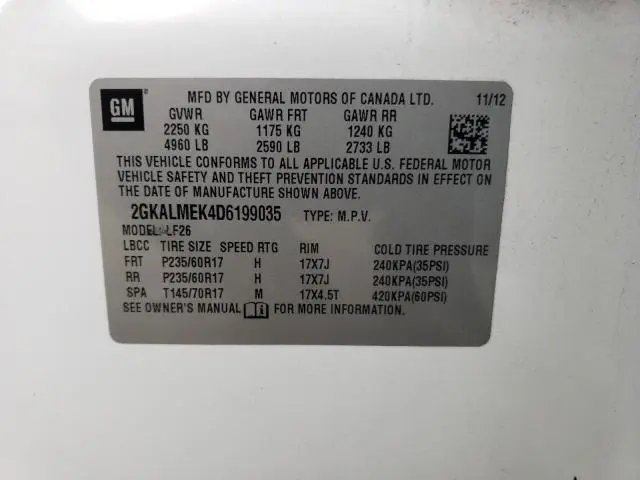 GM
MFD BY GENERAL MOTORS OF CANADA LTD. 11/12
GVWR GAWR FRT GAWR RR
2250 KG 1175 KG 1240 KG
4960 LB 2590 LB 2733 LB
THIS VEHICLE CONFORMS TO ALL APPLICABLE U.S. FEDERAL MOTOR
VEHICLE SAFETY AND THEFT PREVENTION STANDARDS IN EFFECT ON
THE DATE OF MANUFACTURE SHOWN ABOVE.
2GKALMEK4D6199035 TYPE: M.P.V.
MODEL: LF26
LBCC TIRE SIZE SPEED RTG RIM COLD TIRE PRESSURE
FRT P235/60R17 H 17X7J 240KPA(35PSI)
RR P235/60R17 H 17X7J 240KPA(35PSI)
SPA T145/70R17 M 17X4.5T 420KPA(60PSI)
SEE OWNER'S MANUAL FOR MORE INFORMATION.